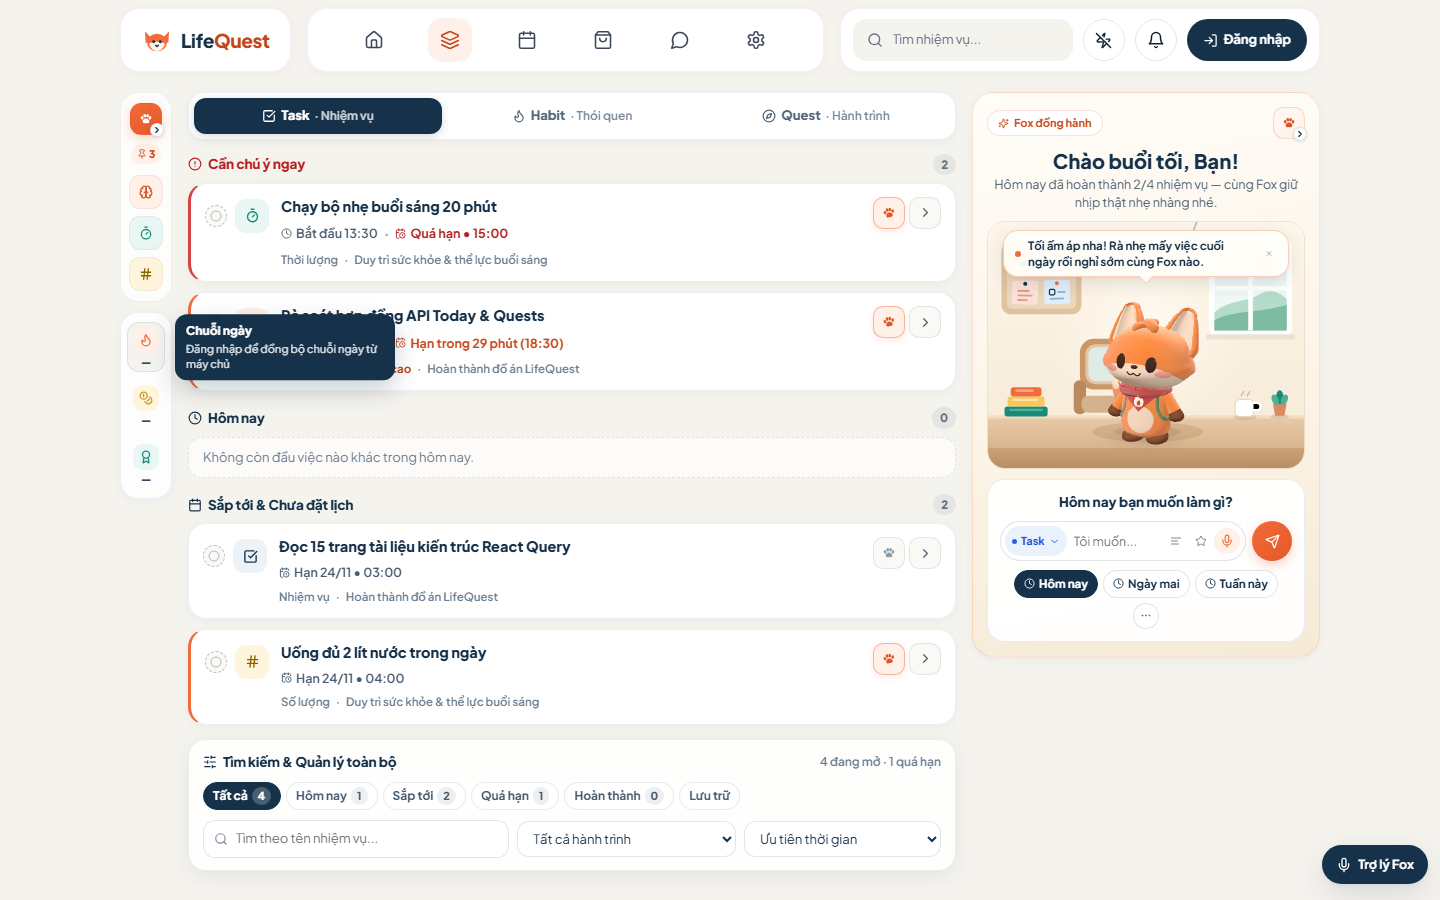 LifeQuest
Tìm nhiệm vụ...
Đăng nhập
3
Task · Nhiệm vụ
Habit · Thói quen
Quest · Hành trình
Cần chú ý ngay
2
Chạy bộ nhẹ buổi sáng 20 phút
Bắt đầu 13:30 · Quá hạn • 15:00
Thời lượng · Duy trì sức khỏe & thể lực buổi sáng
API Today & Quests
Hạn trong 29 phút (18:30)
cao · Hoàn thành đồ án LifeQuest
Chuỗi ngày
Đăng nhập để đồng bộ chuỗi ngày từ
máy chủ
–
–
–
Hôm nay
0
Không còn đầu việc nào khác trong hôm nay.
Sắp tới & Chưa đặt lịch
2
Đọc 15 trang tài liệu kiến trúc React Query
Hạn 24/11 • 03:00
Nhiệm vụ · Hoàn thành đồ án LifeQuest
Uống đủ 2 lít nước trong ngày
Hạn 24/11 • 04:00
Số lượng · Duy trì sức khỏe & thể lực buổi sáng
Tìm kiếm & Quản lý toàn bộ
4 đang mở · 1 quá hạn
Tất cả 4
Hôm nay 1
Sắp tới 2
Quá hạn 1
Hoàn thành 0
Lưu trữ
Tìm theo tên nhiệm vụ...
Tất cả hành trình
Ưu tiên thời gian
Fox đồng hành
Chào buổi tối, Bạn!
Hôm nay đã hoàn thành 2/4 nhiệm vụ — cùng Fox giữ
nhịp thật nhẹ nhàng nhé.
Tối ấm áp nha! Rà nhẹ mấy việc cuối
ngày rồi nghỉ sớm cùng Fox nào.
Hôm nay bạn muốn làm gì?
Task
Tôi muốn...
Hôm nay
Ngày mai
Tuần này
...
Trợ lý Fox